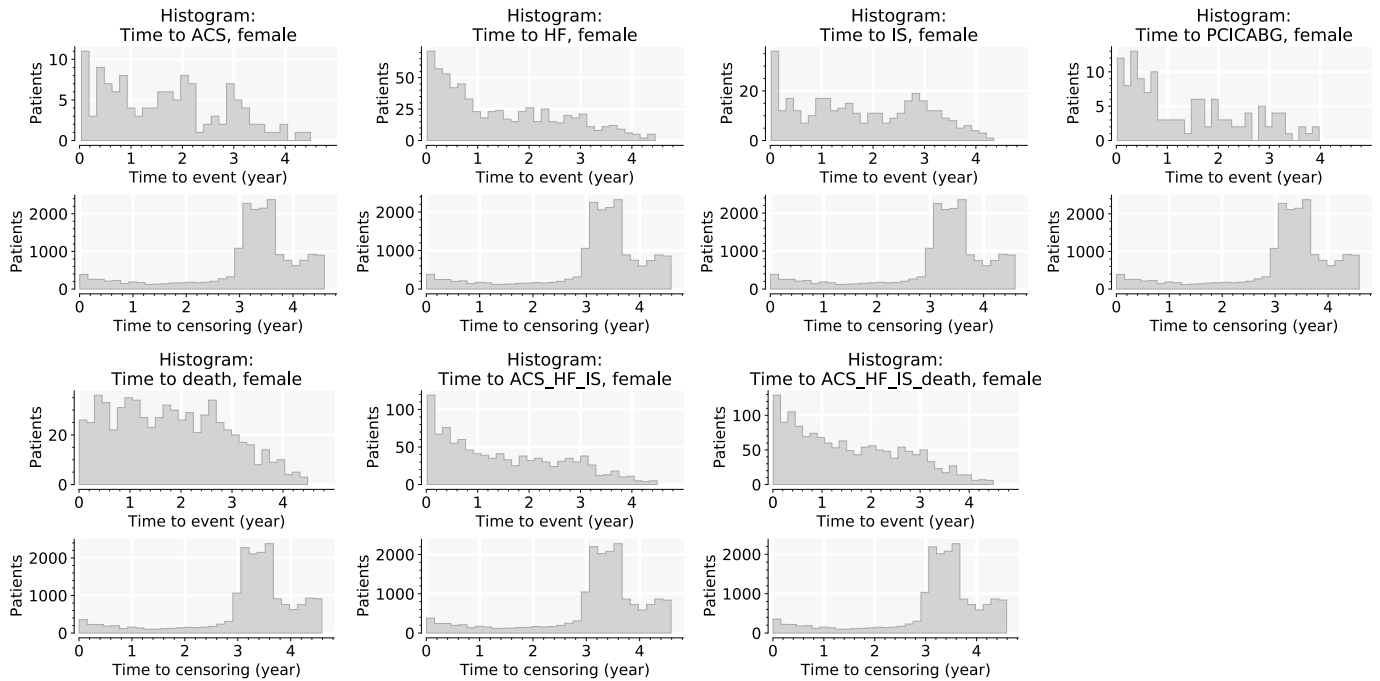 Histogram:
Time to ACS, female
Patients
10
5
0
0 1 2 3 4
Time to event (year)
Patients
2000
1000
0
0 1 2 3 4
Time to censoring (year)
Histogram:
Time to HF, female
Patients
50
25
0
0 1 2 3 4
Time to event (year)
Patients
2000
1000
0
0 1 2 3 4
Time to censoring (year)
Histogram:
Time to IS, female
Patients
20
0
0 1 2 3 4
Time to event (year)
Patients
2000
1000
0
0 1 2 3 4
Time to censoring (year)
Histogram:
Time to PCICABG, female
Patients
10
5
0
0 1 2 3 4
Time to event (year)
Patients
2000
1000
0
0 1 2 3 4
Time to censoring (year)
Histogram:
Time to death, female
Patients
20
0
0 1 2 3 4
Time to event (year)
Patients
2000
1000
0
0 1 2 3 4
Time to censoring (year)
Histogram:
Time to ACS_HF_IS, female
Patients
100
50
0
0 1 2 3 4
Time to event (year)
Patients
2000
1000
0
0 1 2 3 4
Time to censoring (year)
Histogram:
Time to ACS_HF_IS_death, female
Patients
100
50
0
0 1 2 3 4
Time to event (year)
Patients
2000
1000
0
0 1 2 3 4
Time to censoring (year)